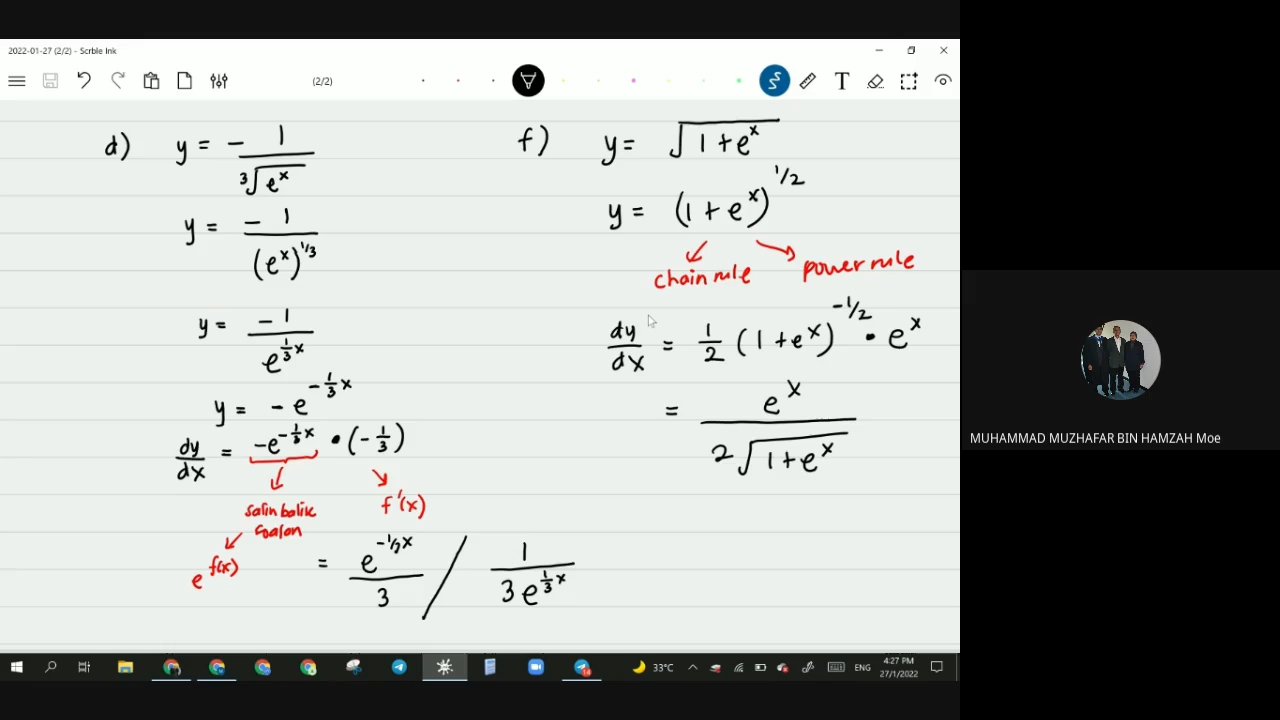 2022-01-27 (2/2) - Scrble Ink
(2/2)
d) y = - 1 / ∛(eˣ)
y = - 1 / (eˣ)^1/3
y = - 1 / e^(1/3 x)
y = - e^(-1/3 x)
dy/dx = -e^(-1/3 x) • (-1/3)
salin balik
soalan
f'(x)
e^f(x)
= e^(-1/3 x) / 3 / 1 / 3e^(1/3 x)
f) y = √(1 + eˣ)
y = (1 + eˣ)^1/2
chain rule
power rule
dy/dx = 1/2 (1 + eˣ)^-1/2 • eˣ
= eˣ / 2√(1 + eˣ)
MUHAMMAD MUZHAFAR BIN HAMZAH Moe
33°C
ENG
4:27 PM
27/1/2022